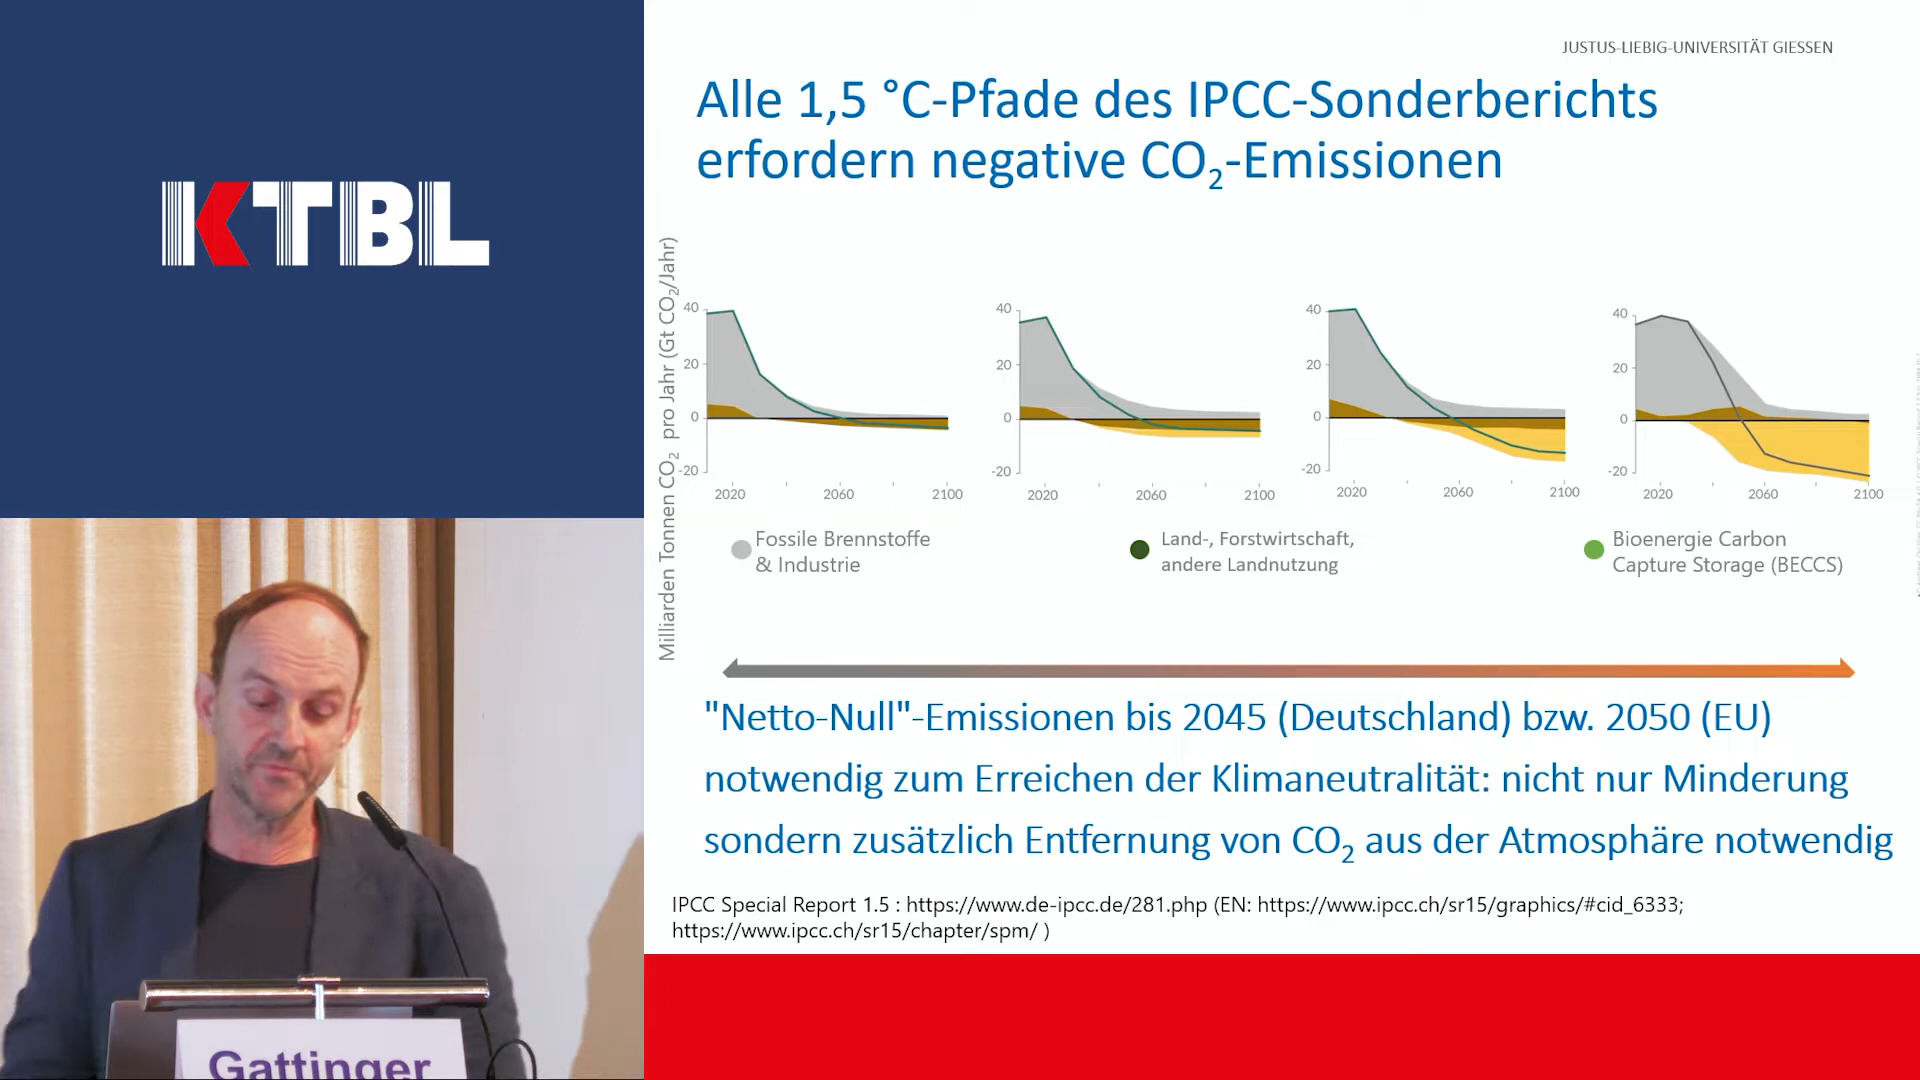 KTBL
JUSTUS-LIEBIG-UNIVERSITÄT GIESSEN
Alle 1,5 °C-Pfade des IPCC-Sonderberichts
erfordern negative CO₂-Emissionen
Milliarden Tonnen CO₂ pro Jahr (Gt CO₂/Jahr)
40
20
0
-20
2020 2060 2100
40
20
0
-20
2020 2060 2100
40
20
0
-20
2020 2060 2100
40
20
0
-20
2020 2060 2100
Fossile Brennstoffe
& Industrie
Land-, Forstwirtschaft,
andere Landnutzung
Bioenergie Carbon
Capture Storage (BECCS)
"Netto-Null"-Emissionen bis 2045 (Deutschland) bzw. 2050 (EU)
notwendig zum Erreichen der Klimaneutralität: nicht nur Minderung
sondern zusätzlich Entfernung von CO₂ aus der Atmosphäre notwendig
IPCC Special Report 1.5 : https://www.de-ipcc.de/281.php (EN: https://www.ipcc.ch/sr15/graphics/#cid_6333;
https://www.ipcc.ch/sr15/chapter/spm/ )
Gattinger